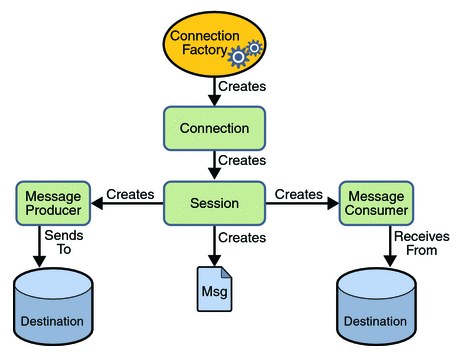 Connection
Factory
Creates
Connection
Creates
Message
Producer
Creates
Session
Creates
Message
Consumer
Sends
To
Creates
Receives
From
Msg
Destination
Destination